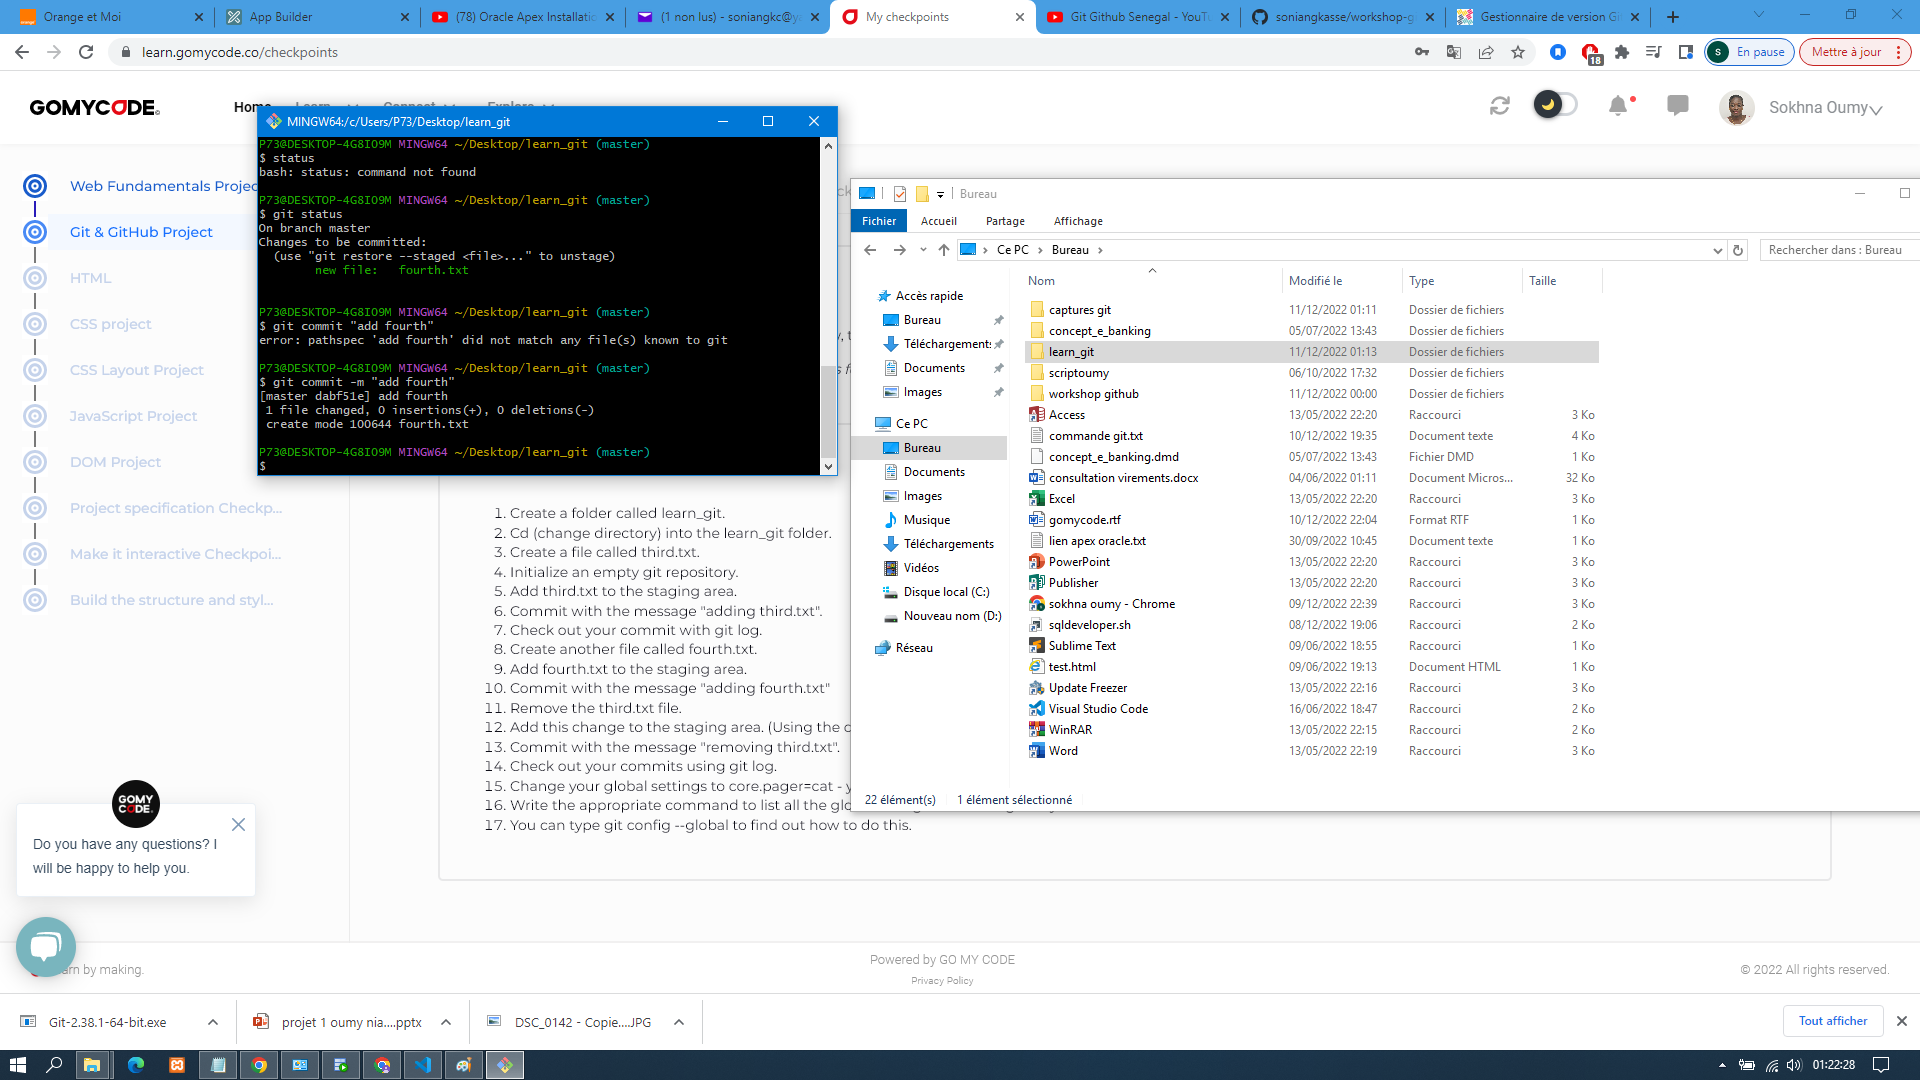 Orange et Moi
App Builder
(78) Oracle Apex Installatio
(1 non lus) - soniangkc@y
My checkpoints
Git Github Senegal - YouTu
soniangkasse/workshop-g
Gestionnaire de version Gi
learn.gomycode.co/checkpoints
18
S
En pause
Mettre à jour
GOMYCODE
Home
Learn
Connect
Explore
Sokhna Oumy
Web Fundamentals Projec
Git & GitHub Project
HTML
CSS project
CSS Layout Project
JavaScript Project
DOM Project
Project specification Checkp...
Make it interactive Checkpoi...
Build the structure and styl...
MINGW64:/c/Users/P73/Desktop/learn_git
P73@DESKTOP-4G8IO9M MINGW64 ~/Desktop/learn_git (master)
$ status
bash: status: command not found
P73@DESKTOP-4G8IO9M MINGW64 ~/Desktop/learn_git (master)
$ git status
On branch master
Changes to be committed:
(use "git restore --staged <file>..." to unstage)
new file:   fourth.txt
P73@DESKTOP-4G8IO9M MINGW64 ~/Desktop/learn_git (master)
$ git commit "add fourth"
error: pathspec 'add fourth' did not match any file(s) known to git
P73@DESKTOP-4G8IO9M MINGW64 ~/Desktop/learn_git (master)
$ git commit -m "add fourth"
[master dabf51e] add fourth
1 file changed, 0 insertions(+), 0 deletions(-)
create mode 100644 fourth.txt
P73@DESKTOP-4G8IO9M MINGW64 ~/Desktop/learn_git (master)
$
1. Create a folder called learn_git.
2. Cd (change directory) into the learn_git folder.
3. Create a file called third.txt.
4. Initialize an empty git repository.
5. Add third.txt to the staging area.
6. Commit with the message "adding third.txt".
7. Check out your commit with git log.
8. Create another file called fourth.txt.
9. Add fourth.txt to the staging area.
10. Commit with the message "adding fourth.txt"
11. Remove the third.txt file.
12. Add this change to the staging area. (Using the c
13. Commit with the message "removing third.txt".
14. Check out your commits using git log.
15. Change your global settings to core.pager=cat - y
16. Write the appropriate command to list all the glo
17. You can type git config --global to find out how to do this.
Bureau
Fichier
Accueil
Partage
Affichage
Ce PC
Bureau
Rechercher dans : Bureau
Nom
Modifié le
Type
Taille
Accès rapide
Bureau
Téléchargements
Documents
Images
Ce PC
Bureau
Documents
Images
Musique
Téléchargements
Vidéos
Disque local (C:)
Nouveau nom (D:)
Réseau
captures git 11/12/2022 01:11 Dossier de fichiers
concept_e_banking 05/07/2022 13:43 Dossier de fichiers
learn_git 11/12/2022 01:13 Dossier de fichiers
scriptoumy 06/10/2022 17:32 Dossier de fichiers
workshop github 11/12/2022 00:00 Dossier de fichiers
Access 13/05/2022 22:20 Raccourci 3 Ko
commande git.txt 10/12/2022 19:35 Document texte 4 Ko
concept_e_banking.dmd 05/07/2022 13:43 Fichier DMD 1 Ko
consultation virements.docx 04/06/2022 01:11 Document Micros... 32 Ko
Excel 13/05/2022 22:20 Raccourci 3 Ko
gomycode.rtf 10/12/2022 22:04 Format RTF 1 Ko
lien apex oracle.txt 30/09/2022 10:45 Document texte 1 Ko
PowerPoint 13/05/2022 22:20 Raccourci 3 Ko
Publisher 13/05/2022 22:20 Raccourci 3 Ko
sokhna oumy - Chrome 09/12/2022 22:39 Raccourci 3 Ko
sqldeveloper.sh 08/12/2022 19:06 Raccourci 2 Ko
Sublime Text 09/06/2022 18:55 Raccourci 1 Ko
test.html 09/06/2022 19:13 Document HTML 1 Ko
Update Freezer 13/05/2022 22:16 Raccourci 3 Ko
Visual Studio Code 16/06/2022 18:47 Raccourci 2 Ko
WinRAR 13/05/2022 22:15 Raccourci 2 Ko
Word 13/05/2022 22:19 Raccourci 3 Ko
22 élément(s)
1 élément sélectionné
GOMY CODE.
Do you have any questions? I
will be happy to help you.
rn by making.
Powered by GO MY CODE
Privacy Policy
© 2022 All rights reserved.
Git-2.38.1-64-bit.exe
projet 1 oumy nia....pptx
DSC_0142 - Copie....JPG
Tout afficher
01:22:28